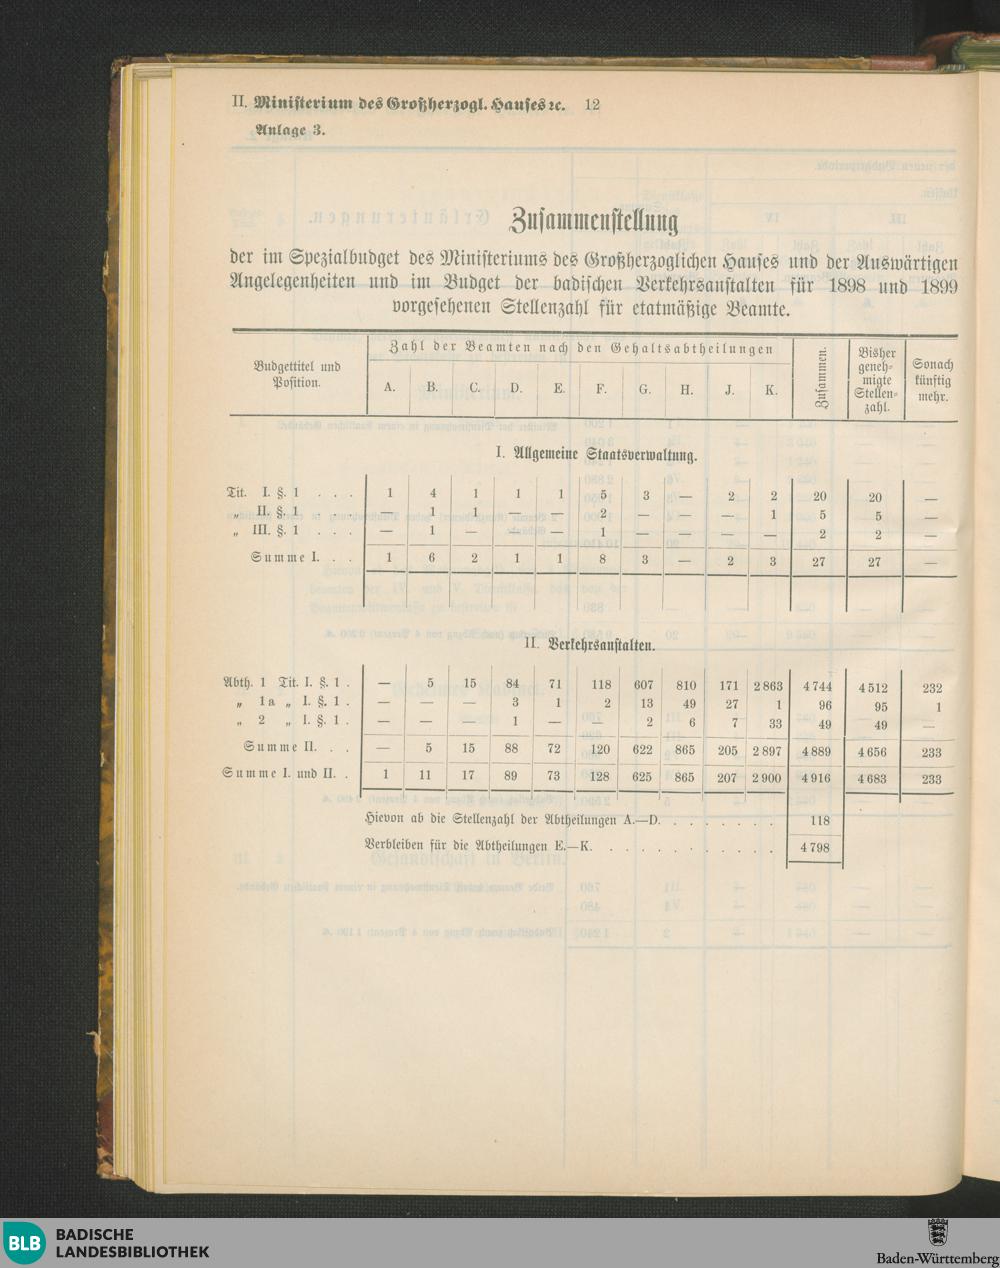 II. Ministerium des Großherzogl. Hauses ꝛc. 12
Anlage 3.
Zusammenstellung
der im Spezialbudget des Ministeriums des Großherzoglichen Hauses und der Auswärtigen
Angelegenheiten und im Budget der badischen Verkehrsanstalten für 1898 und 1899
vorgesehenen Stellenzahl für etatmäßige Beamte.
Budgettitel und Position.
Zahl der Beamten nach den Gehaltsabtheilungen
A. B. C. D. E. F. G. H. J. K.
Zusammen.
Bisher
geneh-
migte
Stellen-
zahl.
Sonach
künftig
mehr.
I. Allgemeine Staatsverwaltung.
Tit. I. §. 1 . . . 1 4 1 1 1 5 3 — 2 2 20 20 —
„ II. §. 1 . . . — 1 1 — — 2 — — — 1 5 5 —
„ III. §. 1 . . . — 1 — — — 1 — — — — 2 2 —
Summe I. . . 1 6 2 1 1 8 3 — 2 3 27 27 —
II. Verkehrsanstalten.
Abth. 1 Tit. I. §. 1 . — 5 15 84 71 118 607 810 171 2 863 4 744 4 512 232
„ 1a „ I. §. 1 . — — — 3 1 2 13 49 27 1 96 95 1
„ 2 „ I. §. 1 . — — — 1 — — 2 6 7 33 49 49 —
Summe II. . . — 5 15 88 72 120 622 865 205 2 897 4 889 4 656 233
Summe I. und II. . 1 11 17 89 73 128 625 865 207 2 900 4 916 4 683 233
Hievon ab die Stellenzahl der Abtheilungen A.—D. . . . . . . . 118
Verbleiben für die Abtheilungen E.—K. . . . . . . . . . . . 4 798
BLB BADISCHE
LANDESBIBLIOTHEK
Baden-Württemberg